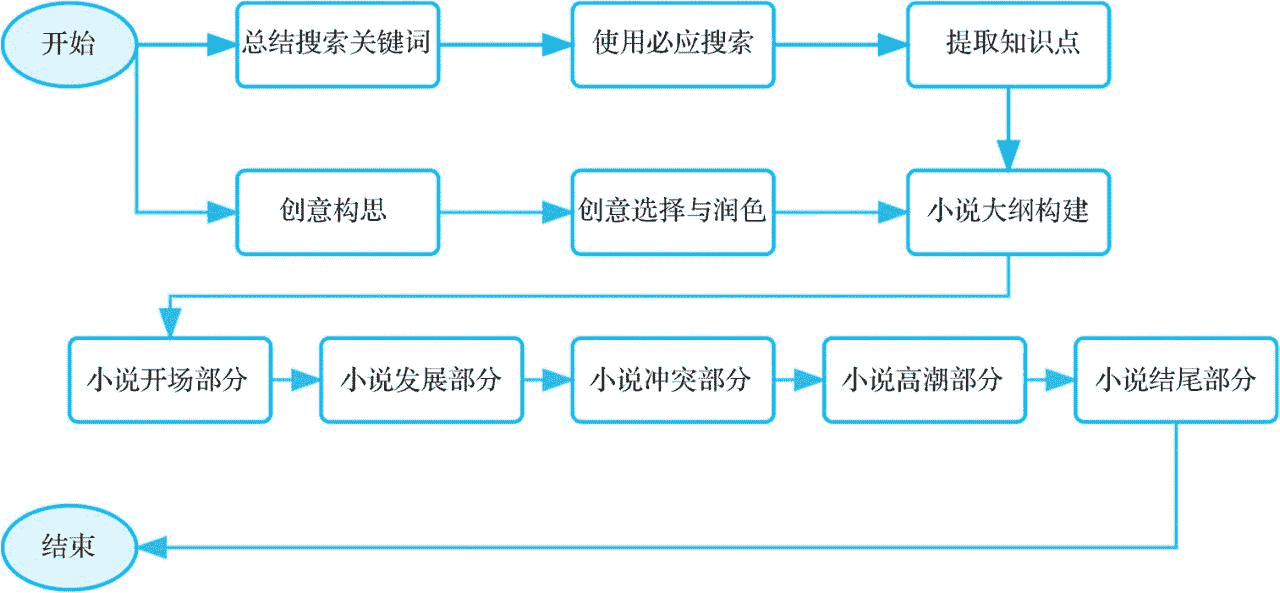 开始
总结搜索关键词
使用必应搜索
提取知识点
创意构思
创意选择与润色
小说大纲构建
小说开场部分
小说发展部分
小说冲突部分
小说高潮部分
小说结尾部分
结束